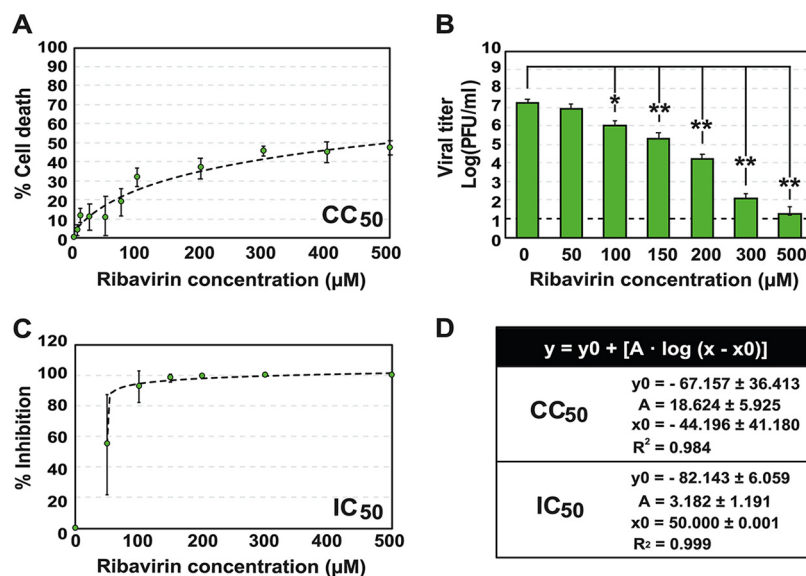 A
100
90
80
70
60
50
40
30
20
10
0
% Cell death
CC50
100 200 300 400 500
Ribavirin concentration (µM)
B
10
9
8
7
6
5
4
3
2
1
0
Viral titer
Log(PFU/ml)
* ** ** ** **
0 50 100 150 200 300 500
Ribavirin concentration (µM)
C
120
100
80
60
40
20
0
% Inhibition
IC50
100 200 300 400 500
Ribavirin concentration (µM)
D
y = y0 + [A · log (x - x0)]
CC50
y0 = - 67.157 ± 36.413
A = 18.624 ± 5.925
x0 = - 44.196 ± 41.180
R² = 0.984
IC50
y0 = - 82.143 ± 6.059
A = 3.182 ± 1.191
x0 = 50.000 ± 0.001
R2 = 0.999